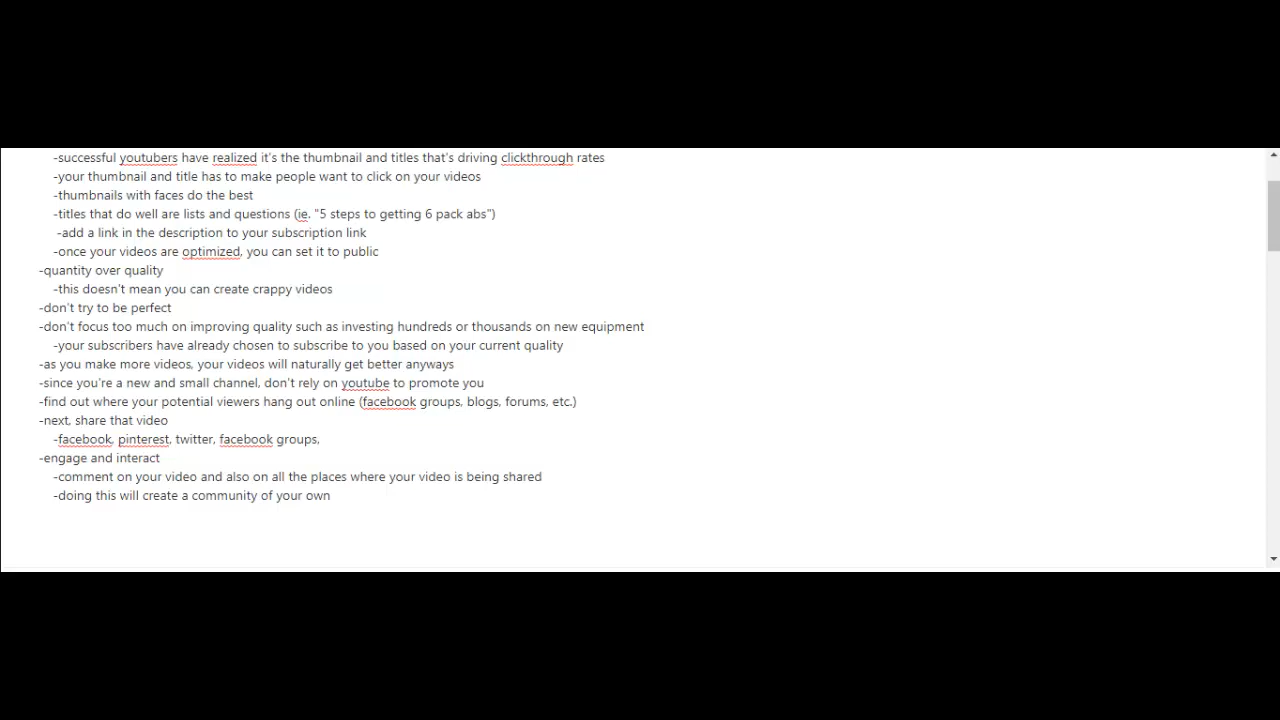 -successful youtubers have realized it's the thumbnail and titles that's driving clickthrough rates
-your thumbnail and title has to make people want to click on your videos
-thumbnails with faces do the best
-titles that do well are lists and questions (ie. "5 steps to getting 6 pack abs")
-add a link in the description to your subscription link
-once your videos are optimized, you can set it to public
-quantity over quality
-this doesn't mean you can create crappy videos
-don't try to be perfect
-don't focus too much on improving quality such as investing hundreds or thousands on new equipment
-your subscribers have already chosen to subscribe to you based on your current quality
-as you make more videos, your videos will naturally get better anyways
-since you're a new and small channel, don't rely on youtube to promote you
-find out where your potential viewers hang out online (facebook groups, blogs, forums, etc.)
-next, share that video
-facebook, pinterest, twitter, facebook groups,
-engage and interact
-comment on your video and also on all the places where your video is being shared
-doing this will create a community of your own